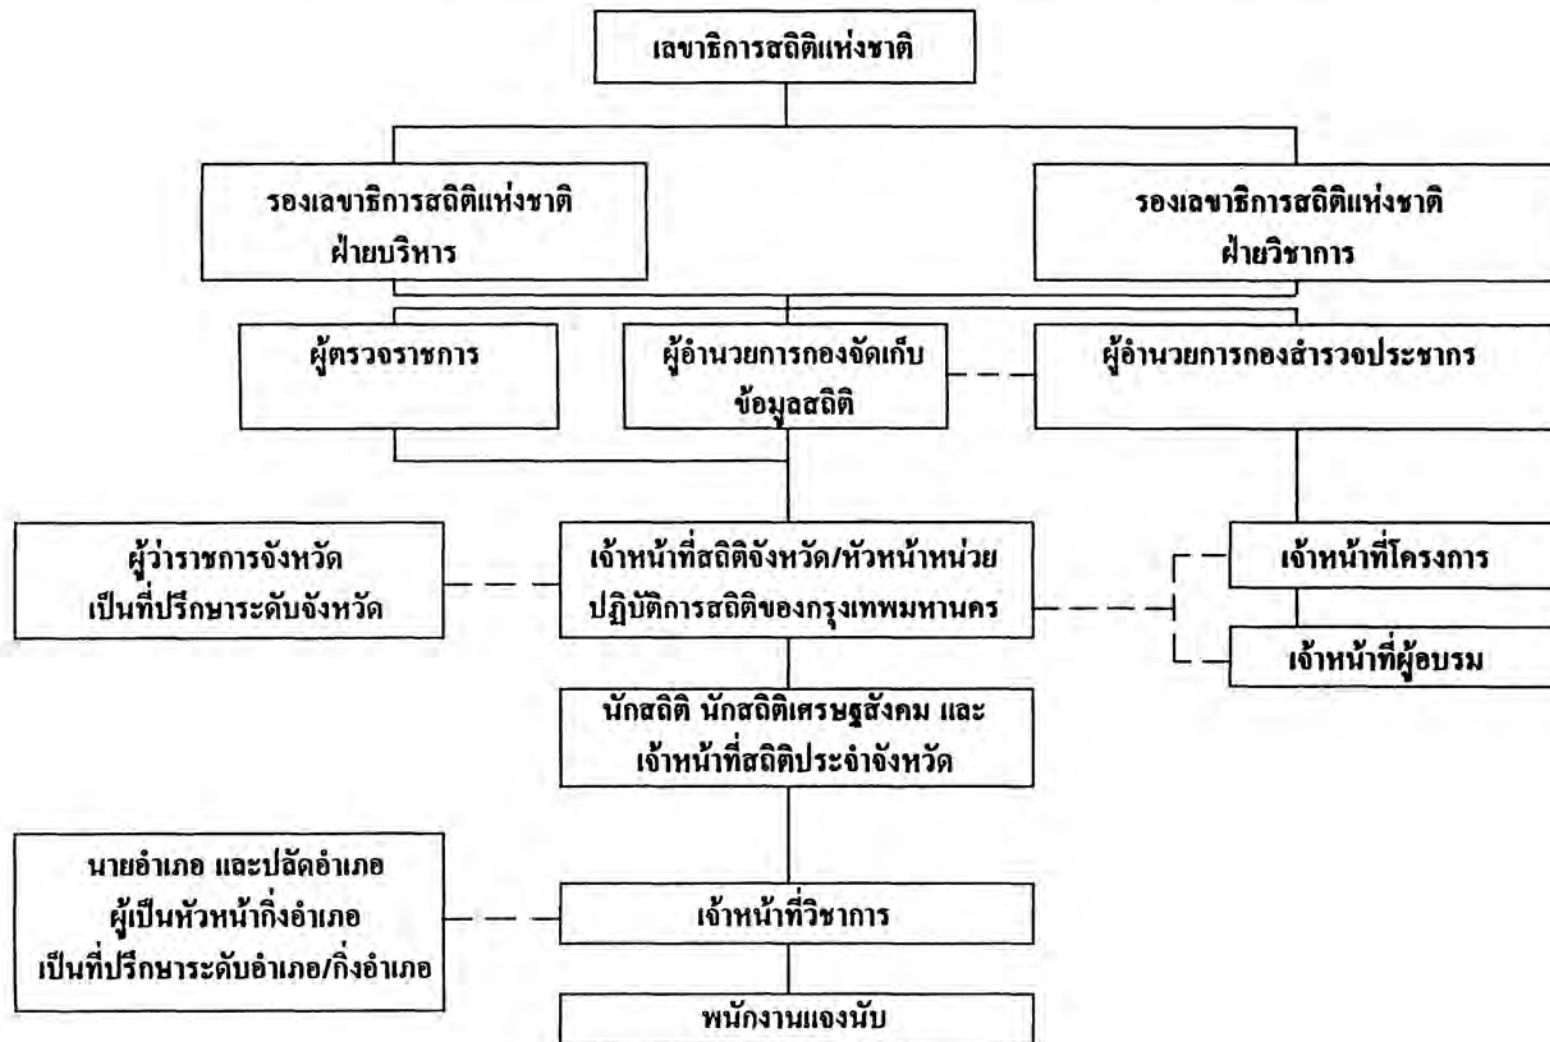 เลขาธิการสถิติแห่งชาติ
รองเลขาธิการสถิติแห่งชาติ
ฝ่ายบริหาร
รองเลขาธิการสถิติแห่งชาติ
ฝ่ายวิชาการ
ผู้ตรวจราชการ
ผู้อำนวยการกองจัดเก็บ
ข้อมูลสถิติ
ผู้อำนวยการกองสำรวจประชากร
ผู้ว่าราชการจังหวัด
เป็นที่ปรึกษาระดับจังหวัด
เจ้าหน้าที่สถิติจังหวัด/หัวหน้าหน่วย
ปฏิบัติการสถิติของกรุงเทพมหานคร
เจ้าหน้าที่โครงการ
เจ้าหน้าที่ผู้อบรม
นักสถิติ นักสถิติเศรษฐสังคม และ
เจ้าหน้าที่สถิติประจำจังหวัด
นายอำเภอ และปลัดอำเภอ
ผู้เป็นหัวหน้ากิ่งอำเภอ
เป็นที่ปรึกษาระดับอำเภอ/กิ่งอำเภอ
เจ้าหน้าที่วิชาการ
พนักงานแจงนับ